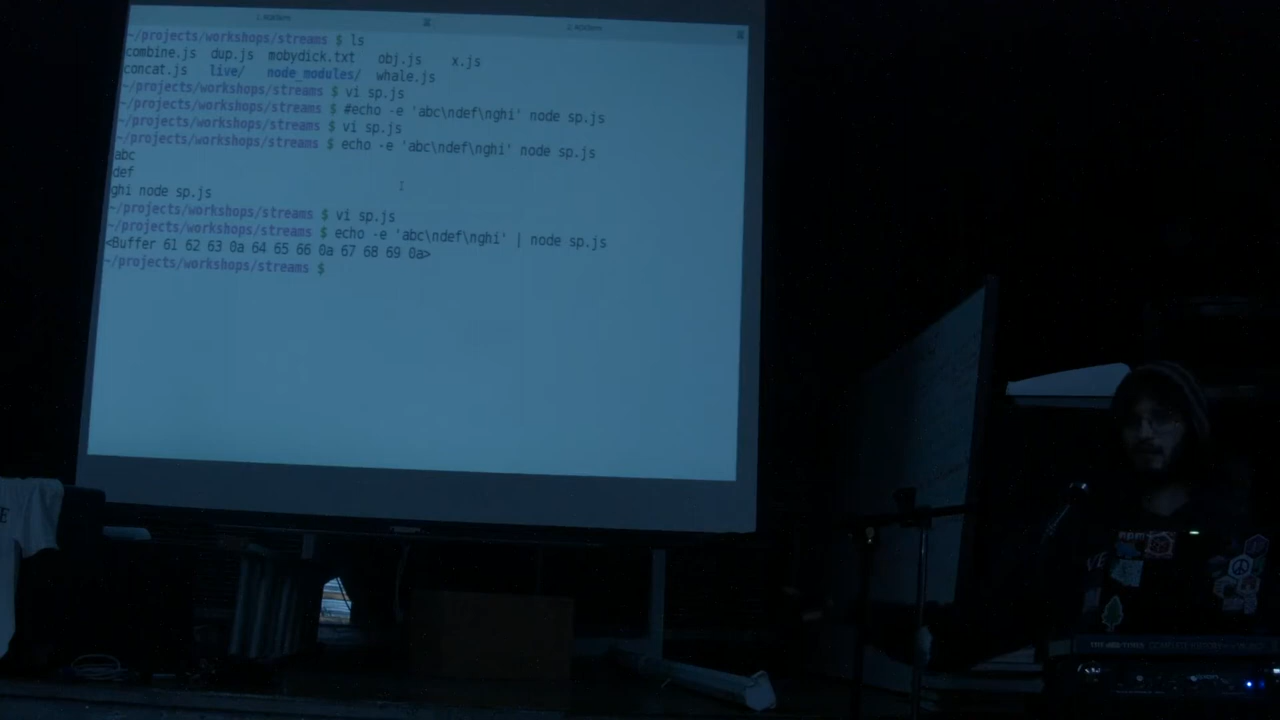 ~/projects/workshops/streams $ ls
combine.js dup.js mobydick.txt obj.js x.js
concat.js live/ node_modules/ whale.js
~/projects/workshops/streams $ vi sp.js
~/projects/workshops/streams $ #echo -e 'abc\ndef\nghi' node sp.js
~/projects/workshops/streams $ vi sp.js
~/projects/workshops/streams $ echo -e 'abc\ndef\nghi' node sp.js
abc
def
ghi node sp.js
~/projects/workshops/streams $ vi sp.js
~/projects/workshops/streams $ echo -e 'abc\ndef\nghi' | node sp.js
<Buffer 61 62 63 0a 64 65 66 0a 67 68 69 0a>
~/projects/workshops/streams $
npm